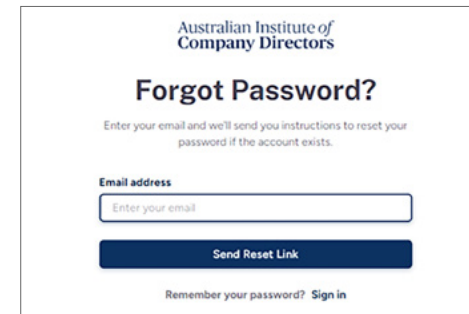 Australian Institute of
Company Directors
Forgot Password?
Enter your email and we'll send you instructions to reset your
password if the account exists.
Email address
Enter your email
Send Reset Link
Remember your password? Sign in